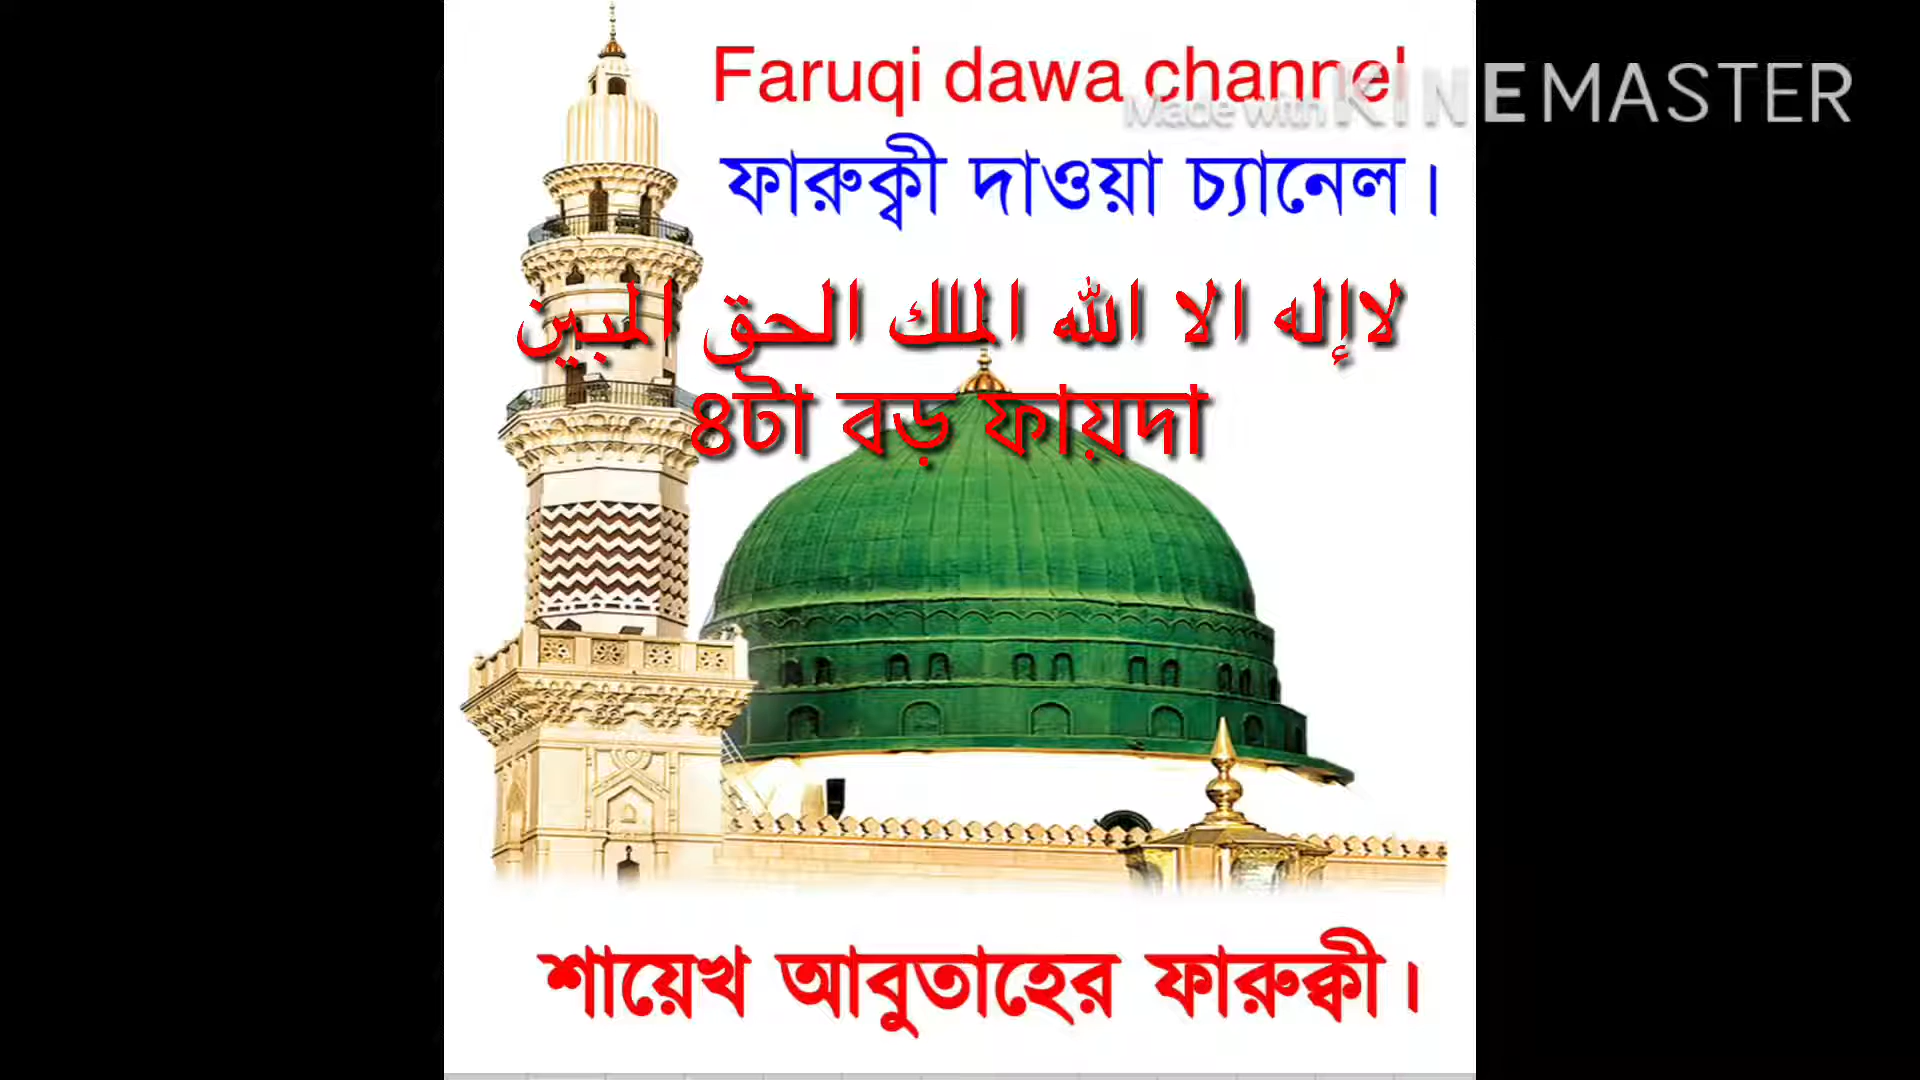 Faruqi dawa channel
Made with KINEMASTER
ফারুক্বী দাওয়া চ্যানেল।
لاإله الا الله الملك الحق المبين
৪টা বড় ফায়দা
শায়েখ আবুতাহের ফারুক্বী।